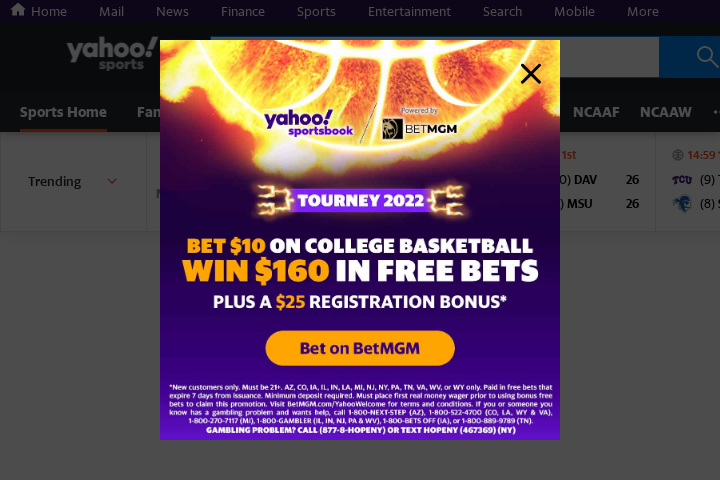 Home Mail News Finance Sports Entertainment Search Mobile More
yahoo!
sports
Sports Home Fan NCAAF NCAAW
yahoo!
sportsbook
Powered by
BETMGM
1st
14:59 1
Trending
0) DAV 26
TCU (9)
) MSU 26
(8)
TOURNEY 2022
BET $10 ON COLLEGE BASKETBALL
WIN $160 IN FREE BETS
PLUS A $25 REGISTRATION BONUS*
Bet on BetMGM
*New customers only. Must be 21+. AZ, CO, IA, IL, IN, LA, MI, NJ, NY, PA, TN, VA, WV, or WY only. Paid in free bets that
expire 7 days from issuance. Minimum deposit required. Must place first real money wager prior to using bonus free
bets to claim this promotion. Visit BetMGM.com/YahooWelcome for terms and conditions. If you or someone you
know has a gambling problem and wants help, call 1-800-NEXT-STEP (AZ), 1-800-522-4700 (CO, LA, WY & VA),
1-800-270-7117 (MI), 1-800-GAMBLER (IL, IN, NJ, PA & WV), 1-800-BETS OFF (IA), or 1-800-889-9789 (TN).
GAMBLING PROBLEM? CALL (877-8-HOPENY) OR TEXT HOPENY (467369) (NY)